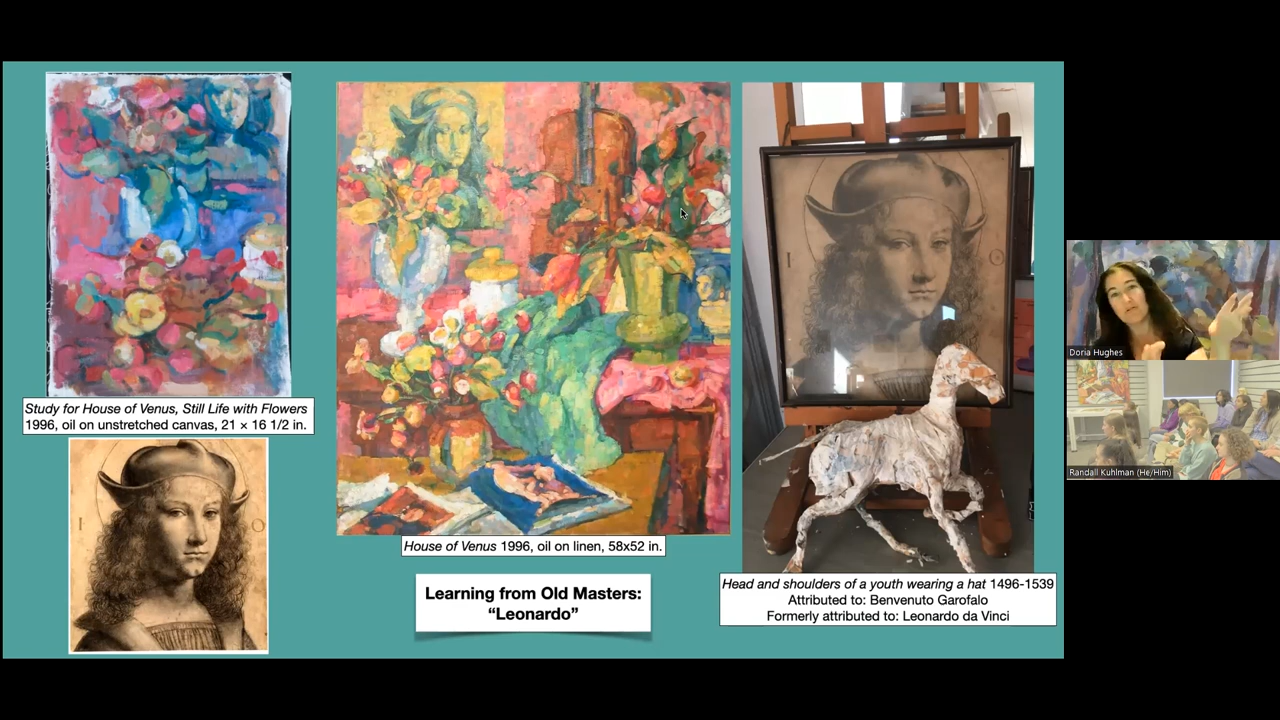 Study for House of Venus, Still Life with Flowers
1996, oil on unstretched canvas, 21 × 16 1/2 in.
House of Venus 1996, oil on linen, 58x52 in.
Learning from Old Masters:
“Leonardo”
Head and shoulders of a youth wearing a hat 1496-1539
Attributed to: Benvenuto Garofalo
Formerly attributed to: Leonardo da Vinci
Doria Hughes
Randall Kuhlman (He/Him)